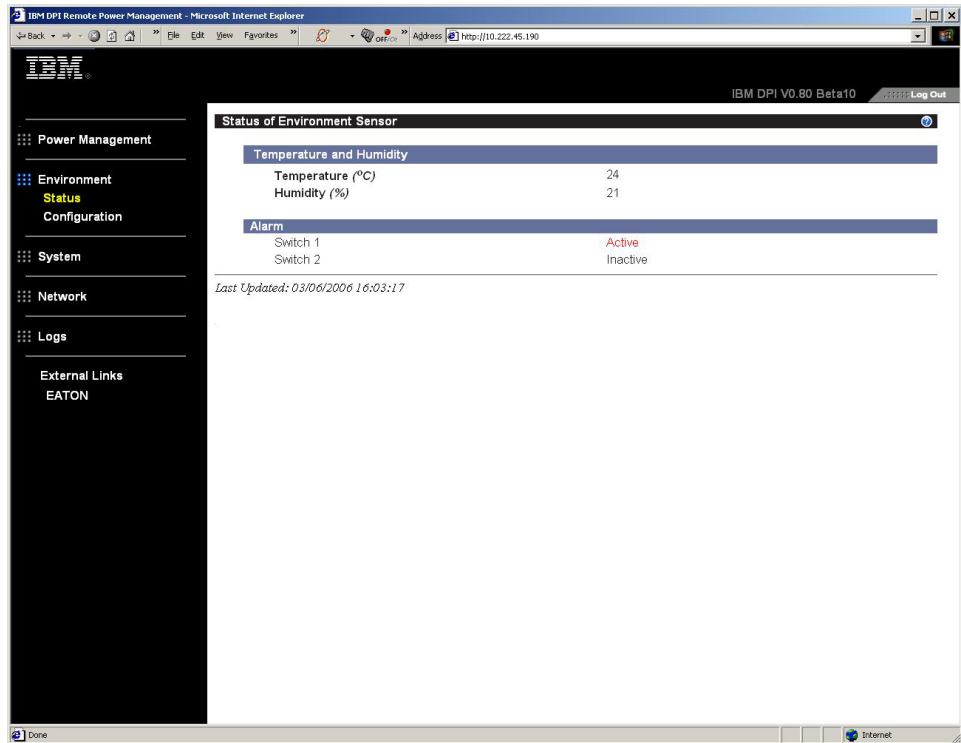 IBM DPI Remote Power Management - Microsoft Internet Explorer
Back » File Edit View Favorites » » Address http://10.222.45.190
IBM
IBM DPI V0.80 Beta10 Log Out
Power Management
Environment
Status
Configuration
System
Network
Logs
External Links
EATON
Status of Environment Sensor ?
Temperature and Humidity
Temperature (ºC) 24
Humidity (%) 21
Alarm
Switch 1 Active
Switch 2 Inactive
Last Updated: 03/06/2006 16:03:17
Done Internet